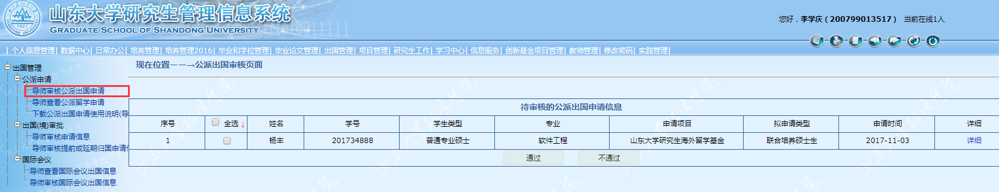 山东大学研究生管理信息系统
GRADUATE SCHOOL OF SHANDONG UNIVERSITY
1901
您好，李学庆（200799013517） 当前在线1人
| 个人信息管理| 数据中心| 日常办公| 培养管理| 培养管理2016| 毕业和学位管理| 毕业论文管理| 出国管理| 项目管理| 研究生工作| 学习中心| 信息服务| 创新基金项目管理| 教师管理| 修改密码| 实践管理|
出国管理
公派申请
导师审核公派出国申请
导师查看公派留学申请
下载公派出国申请使用说明(导
出国(境)审批
导师审核申请信息
导师审核提前或延期归国申请
国际会议
导师查看国际会议出国信息
导师审核国际会议出国信息
现在位置－－→公派出国审核页面
待审核的公派出国申请信息
序号 全选 ↓ 姓名 学号 学生类型 专业 申请项目 拟申请类型 申请时间 详细
1 杨丰 201734888 普通专业硕士 软件工程 山东大学研究生海外留学基金 联合培养硕士生 2017-11-03 详细
通过 不通过